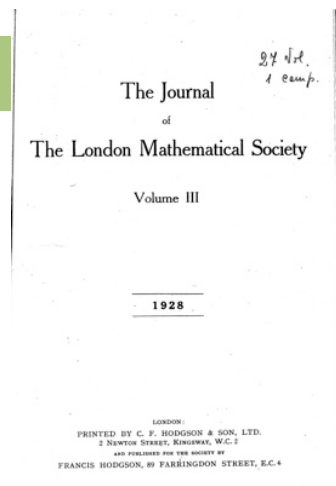 27 Vol.
1 camp.
The Journal
of
The London Mathematical Society
Volume III
1928
LONDON:
PRINTED BY C. F. HODGSON & SON, LTD.
2 NEWTON STREET, KINGSWAY, W.C. 2
AND PUBLISHED FOR THE SOCIETY BY
FRANCIS HODGSON, 89 FARRINGDON STREET, E.C. 4